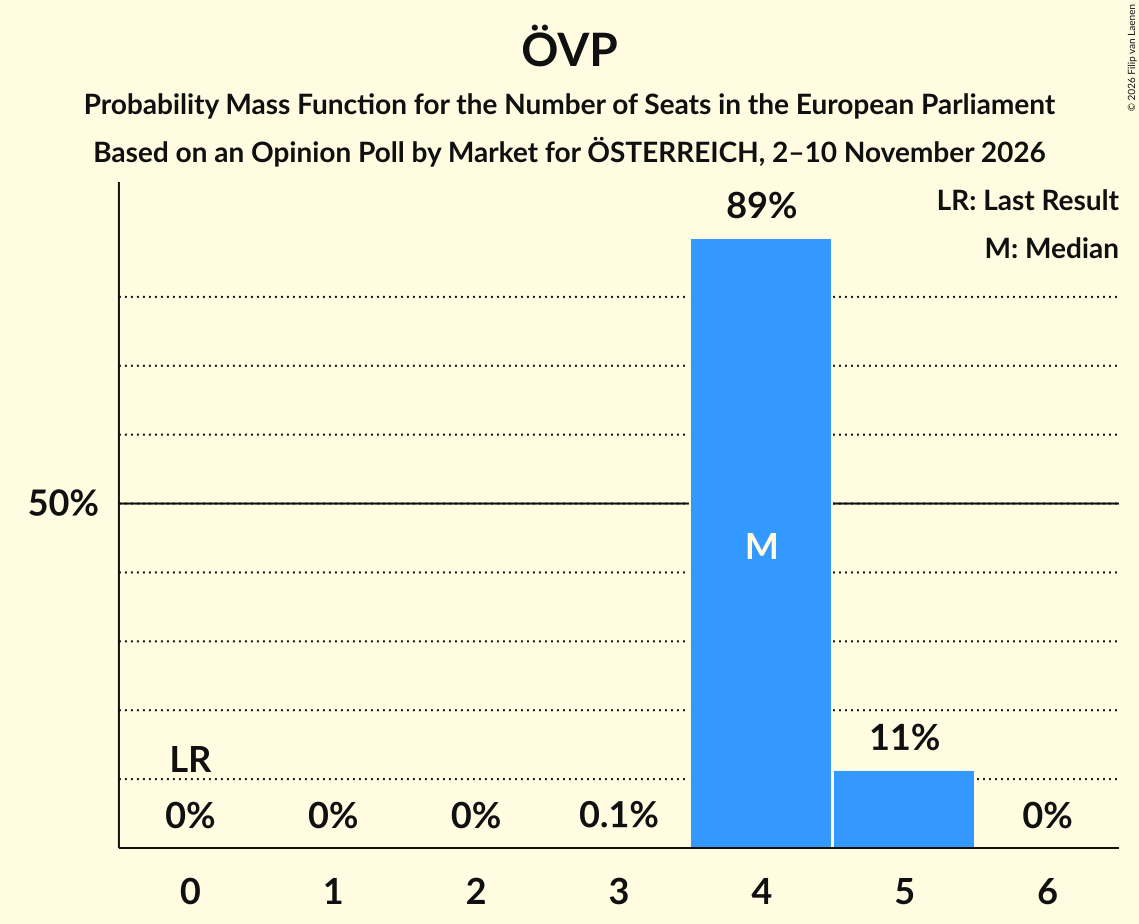 ÖVP
Probability Mass Function for the Number of Seats in the European Parliament
Based on an Opinion Poll by Market for ÖSTERREICH, 2–10 November 2026
© 2026 Filip van Laenen
LR: Last Result
M: Median
89%
50%
M
11%
LR
0%
0%
0%
0.1%
0%
0
1
2
3
4
5
6